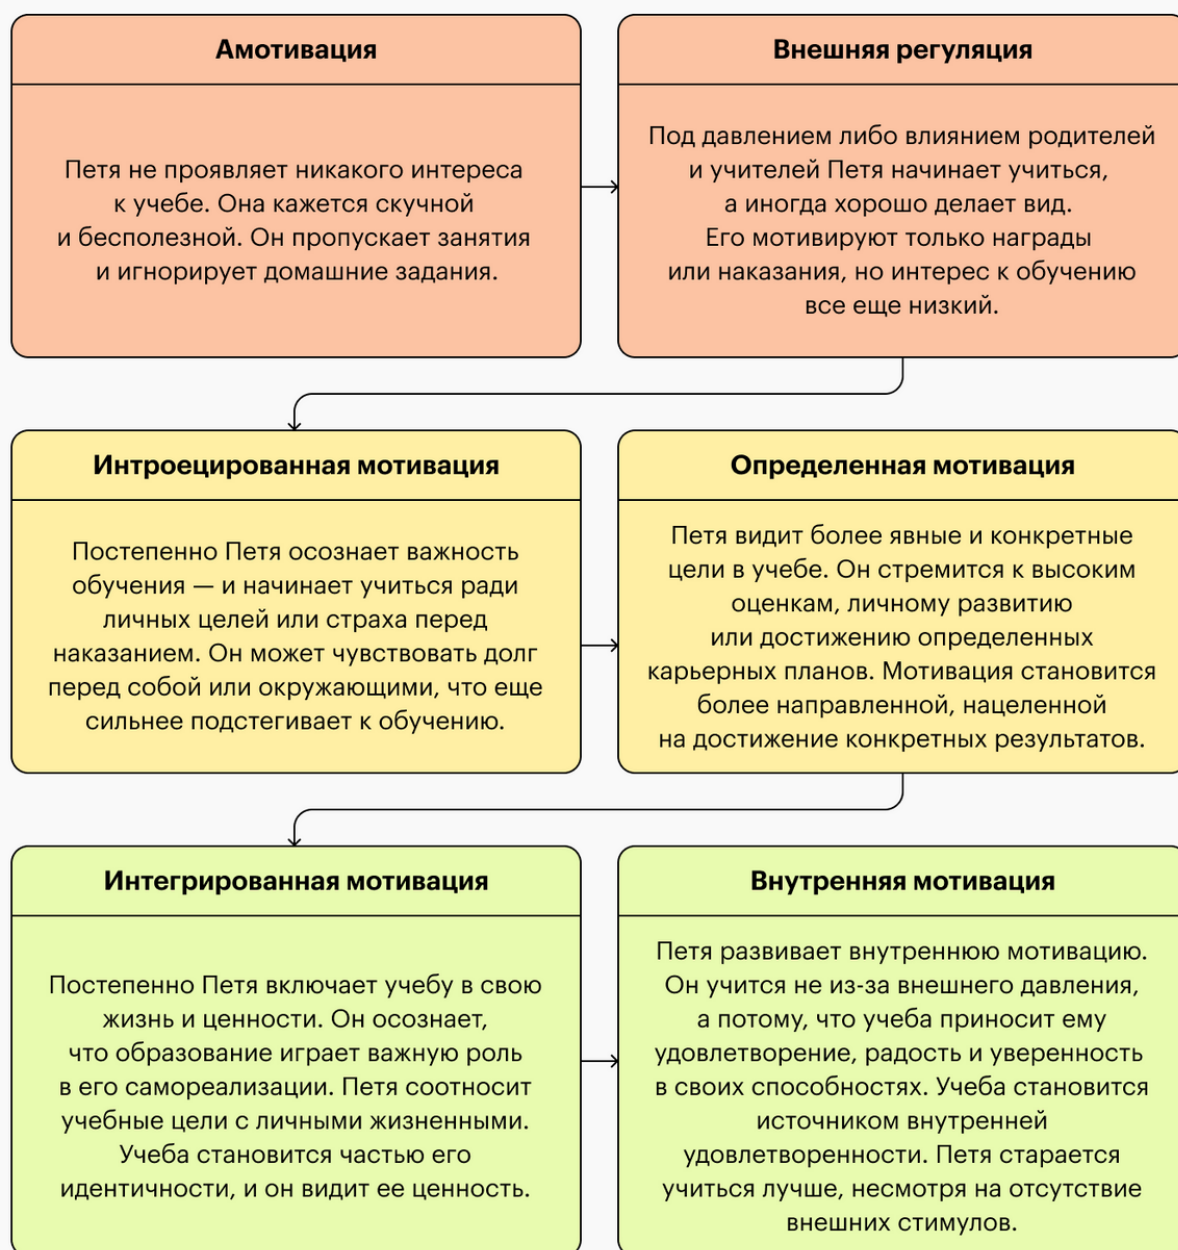 Амотивация
Петя не проявляет никакого интереса
к учебе. Она кажется скучной
и бесполезной. Он пропускает занятия
и игнорирует домашние задания.
Внешняя регуляция
Под давлением либо влиянием родителей
и учителей Петя начинает учиться,
а иногда хорошо делает вид.
Его мотивируют только награды
или наказания, но интерес к обучению
все еще низкий.
Интроецированная мотивация
Постепенно Петя осознает важность
обучения — и начинает учиться ради
личных целей или страха перед
наказанием. Он может чувствовать долг
перед собой или окружающими, что еще
сильнее подстегивает к обучению.
Определенная мотивация
Петя видит более явные и конкретные
цели в учебе. Он стремится к высоким
оценкам, личному развитию
или достижению определенных
карьерных планов. Мотивация становится
более направленной, нацеленной
на достижение конкретных результатов.
Интегрированная мотивация
Постепенно Петя включает учебу в свою
жизнь и ценности. Он осознает,
что образование играет важную роль
в его самореализации. Петя соотносит
учебные цели с личными жизненными.
Учеба становится частью его
идентичности, и он видит ее ценность.
Внутренняя мотивация
Петя развивает внутреннюю мотивацию.
Он учится не из-за внешнего давления,
а потому, что учеба приносит ему
удовлетворение, радость и уверенность
в своих способностях. Учеба становится
источником внутренней
удовлетворенности. Петя старается
учиться лучше, несмотря на отсутствие
внешних стимулов.